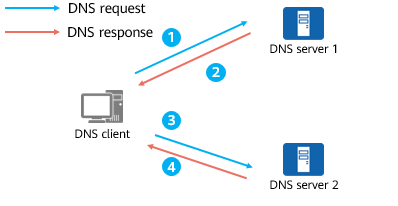 DNS request
DNS response
1
2
DNS server 1
DNS client
3
4
DNS server 2